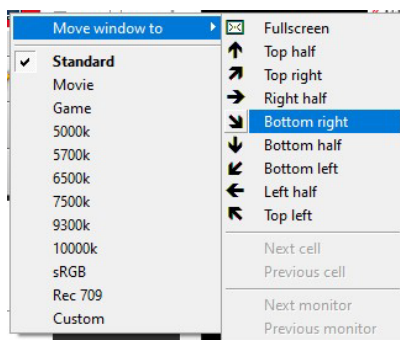 Move window to
Standard
Movie
Game
5000k
5700k
6500k
7500k
9300k
10000k
sRGB
Rec 709
Custom
Fullscreen
Top half
Top right
Right half
Bottom right
Bottom half
Bottom left
Left half
Top left
Next cell
Previous cell
Next monitor
Previous monitor